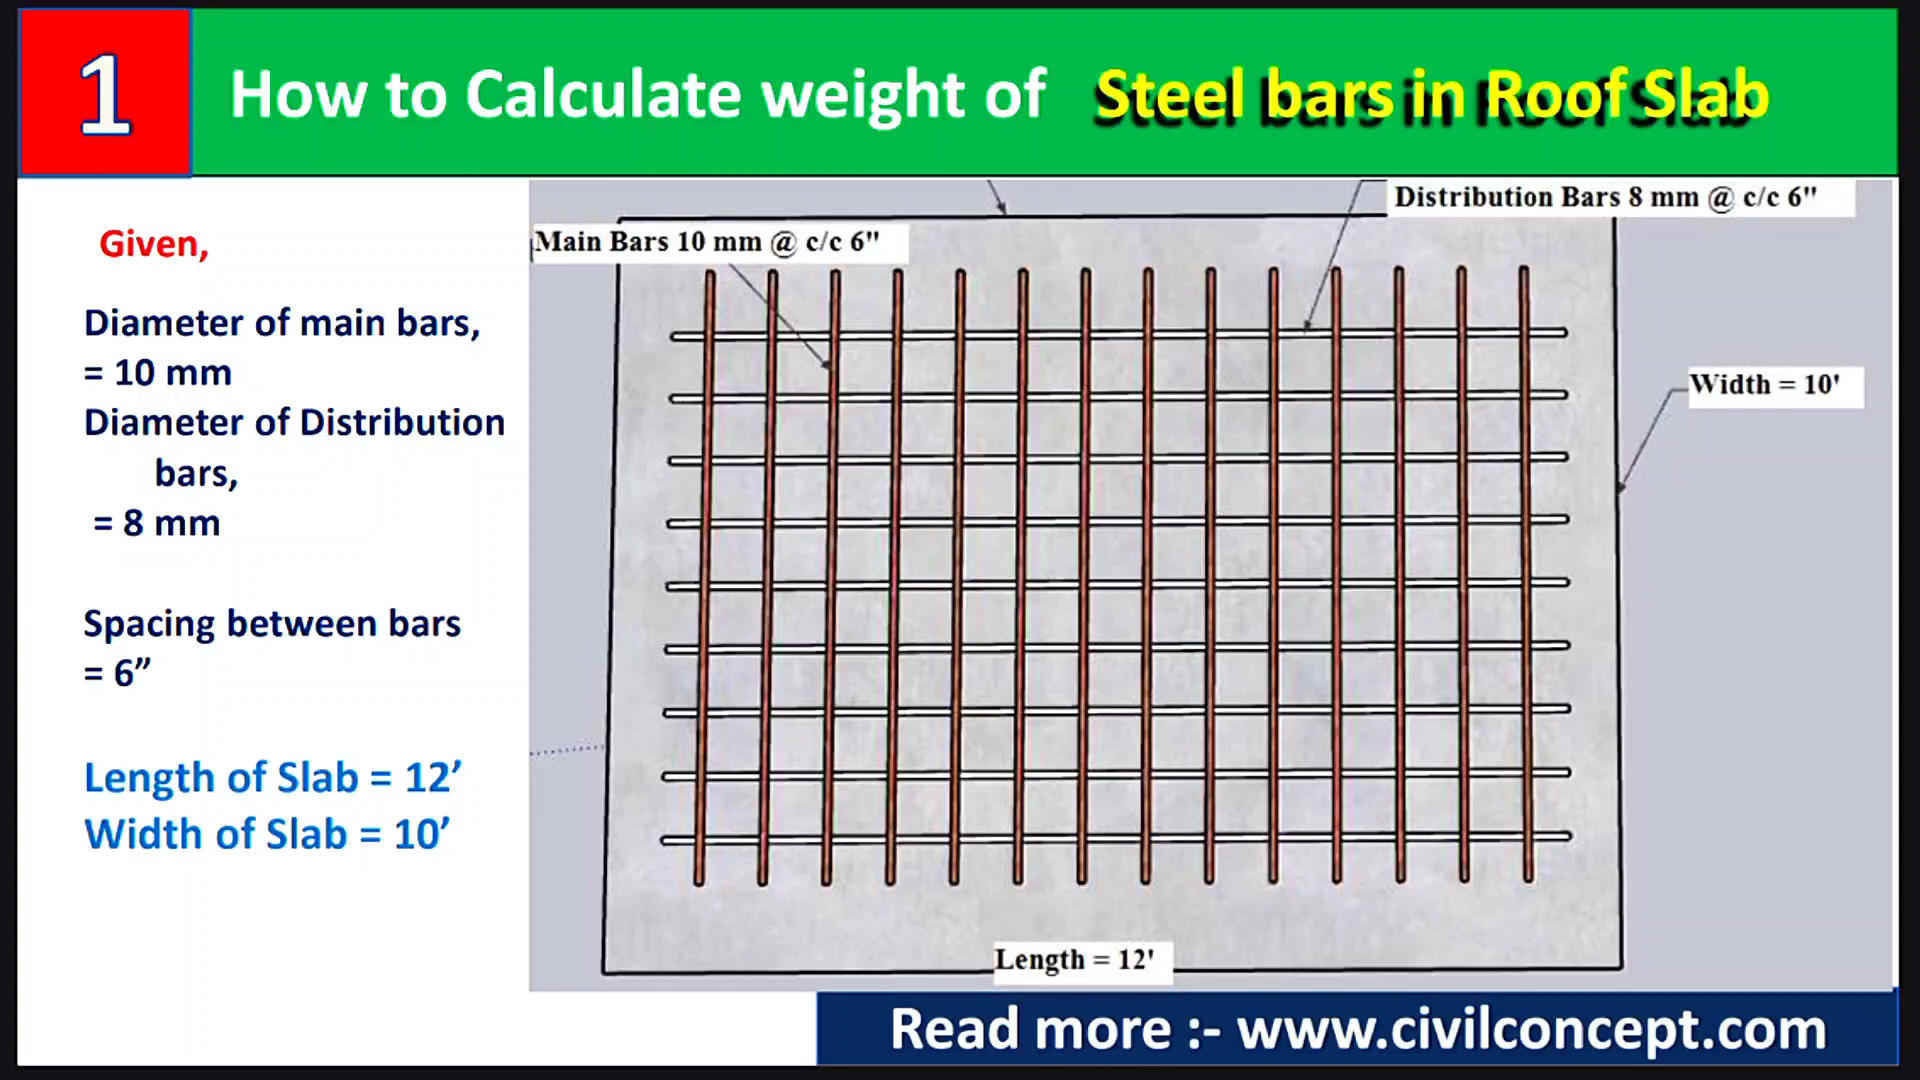 1
How to Calculate weight of Steel bars in Roof Slab
Given,
Diameter of main bars,
= 10 mm
Diameter of Distribution
bars,
= 8 mm
Spacing between bars
= 6”
Length of Slab = 12’
Width of Slab = 10’
Distribution Bars 8 mm @ c/c 6"
Main Bars 10 mm @ c/c 6"
Width = 10'
Length = 12'
Read more :- www.civilconcept.com